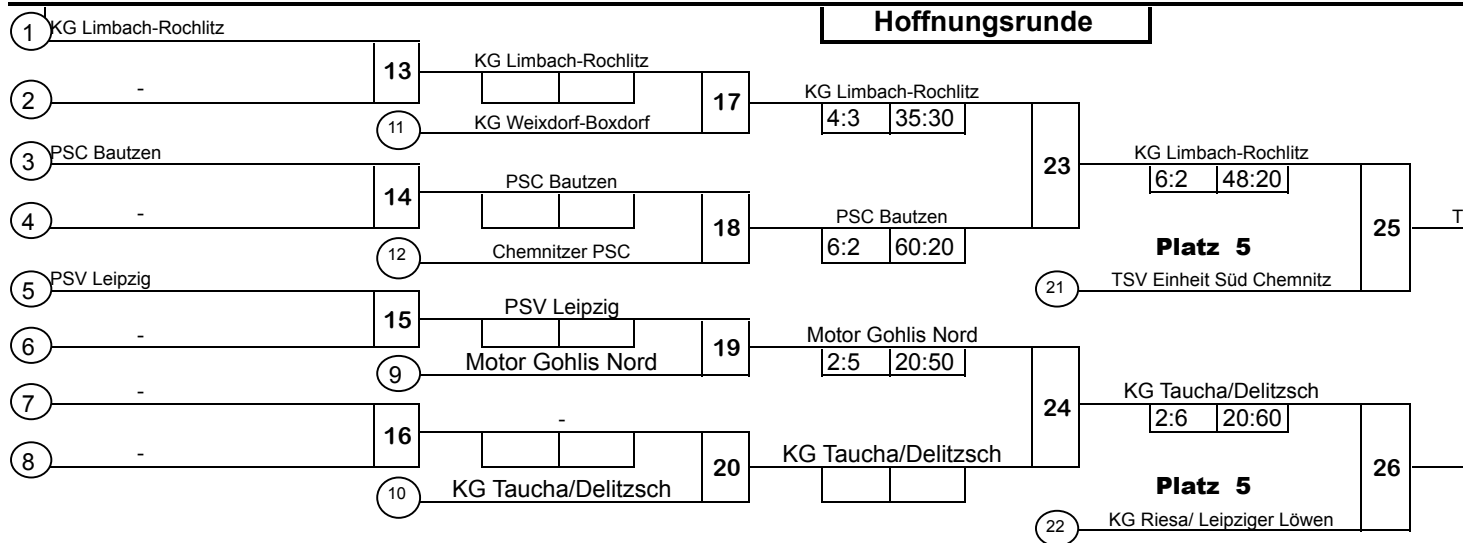 Hoffnungsrunde
1 KG Limbach-Rochlitz
13 KG Limbach-Rochlitz
2 -
17 KG Limbach-Rochlitz
4:3 35:30
11 KG Weixdorf-Boxdorf
3 PSC Bautzen
23 KG Limbach-Rochlitz
6:2 48:20
14 PSC Bautzen
4 -
18 PSC Bautzen
6:2 60:20
25 T
12 Chemnitzer PSC
Platz 5
5 PSV Leipzig
21 TSV Einheit Süd Chemnitz
15 PSV Leipzig
6 -
19 Motor Gohlis Nord
2:5 20:50
9 Motor Gohlis Nord
7 -
24 KG Taucha/Delitzsch
2:6 20:60
16 -
8 -
20 KG Taucha/Delitzsch
26
10 KG Taucha/Delitzsch
Platz 5
22 KG Riesa/ Leipziger Löwen